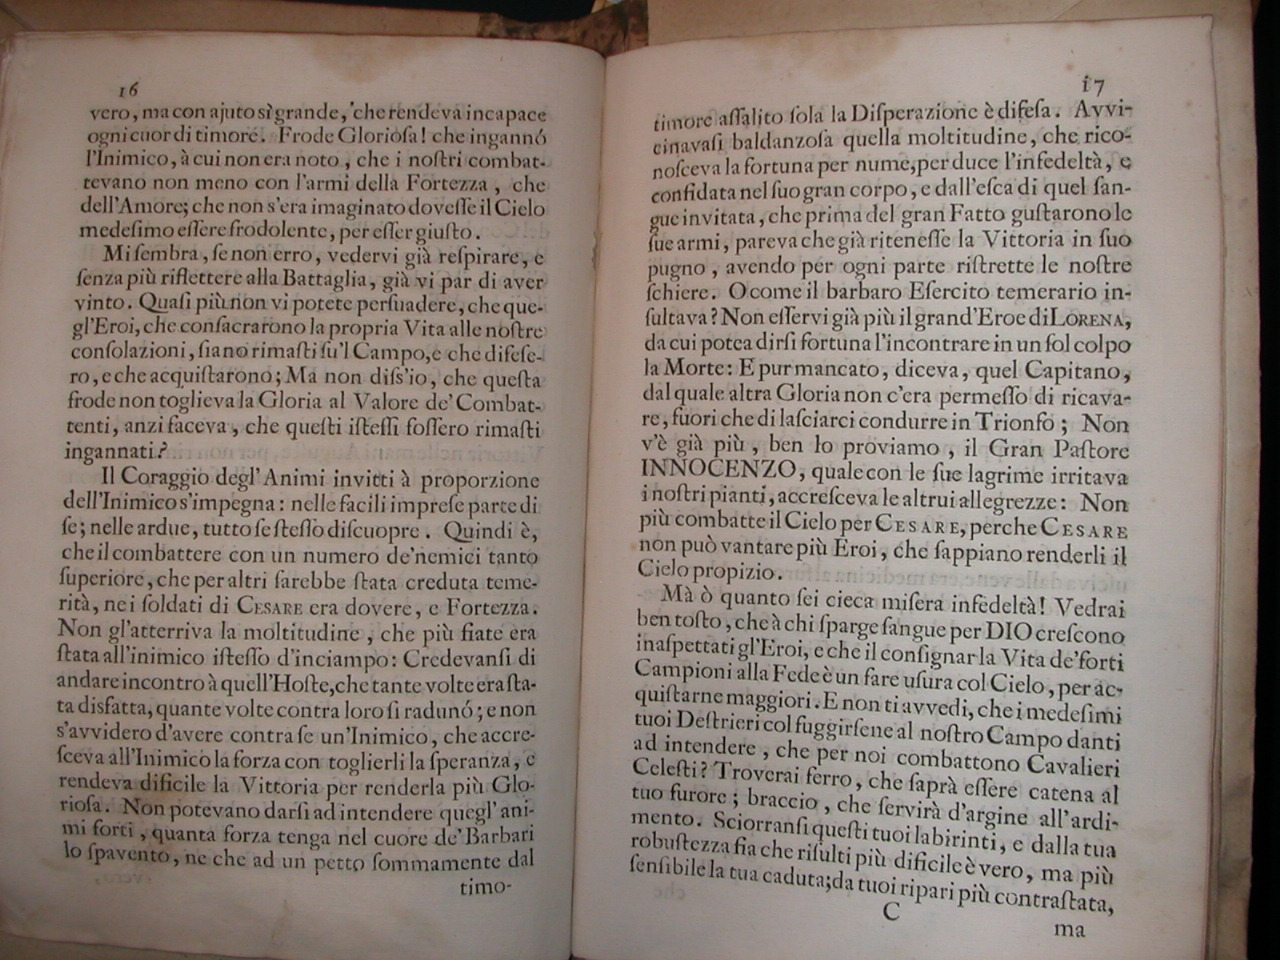 16
vero, ma con ajuto sì grande, che rendeva incapace
ogni cuor di timore. Frode Gloriosa! che ingannó
l'Inimico, à cui non era noto, che i nostri combat-
tevano non meno con l'armi della Fortezza, che
dell'Amore; che non s'era imaginato dovesse il Cielo
medesimo essere frodolente, per esser giusto.
Mi sembra, se non erro, vedervi già respirare, e
senza più riflettere alla Battaglia, già vi par di aver
vinto. Quasi più non vi potete persuadere, che que-
gl'Eroi, che consacrarono la propria Vita alle nostre
consolazioni, siano rimasti su'l Campo, e che difese-
ro, e che acquistarono; Ma non diss'io, che questa
frode non toglieva la Gloria al Valore de' Combat-
tenti, anzi faceva, che questi istessi fossero rimasti
ingannati?
Il Coraggio degl'Animi invitti à proporzione
dell'Inimico s'impegna: nelle facili imprese parte di
se; nelle ardue, tutto se stesso discuopre. Quindi è,
che il combattere con un numero de' nemici tanto
superiore, che per altri sarebbe stata creduta teme-
rità, nei soldati di CESARE era dovere, e Fortezza.
Non gl'atterriva la moltitudine, che più fiate era
stata all'inimico istesso d'inciampo: Credevansi di
andare incontro à quell'Hoste, che tante volte era sta-
ta disfatta, quante volte contra loro si radunó; e non
s'avvidero d'avere contra se un'Inimico, che accre-
sceva all'Inimico la forza con toglierli la speranza, e
rendeva dificile la Vittoria per renderla più Glo-
riosa. Non potevano darsi ad intendere quegl'ani-
mi forti, quanta forza tenga nel cuore de' Barbari
lo spavento, ne che ad un petto sommamente dal
timo-
17
timore assalito sola la Disperazione è difesa. Avvi-
cinavasi baldanzosa quella moltitudine, che rico-
nosceva la fortuna per nume, per duce l'infedeltà, e
confidata nel suo gran corpo, e dall'esca di quel san-
gue invitata, che prima del gran Fatto gustarono le
sue armi, pareva che già ritenesse la Vittoria in suo
pugno, avendo per ogni parte ristrette le nostre
schiere. O come il barbaro Esercito temerario in-
sultava? Non esservi già più il grand'Eroe di LORENA,
da cui potea dirsi fortuna l'incontrare in un sol colpo
la Morte: E pur mancato, diceva, quel Capitano,
dal quale altra Gloria non c'era permesso di ricava-
re, fuori che di lasciarci condurre in Trionfo; Non
v'è già più, ben lo proviamo, il Gran Pastore
INNOCENZO, quale con le sue lagrime irritava
i nostri pianti, accresceva le altrui allegrezze: Non
più combatte il Cielo per CESARE, perche CESARE
non può vantare più Eroi, che sappiano renderli il
Cielo propizio.
Mà ò quanto sei cieca misera infedeltà! Vedrai
ben tosto, che à chi sparge sangue per DIO crescono
inaspettati gl'Eroi, e che il consignar la Vita de' forti
Campioni alla Fede è un fare usura col Cielo, per ac-
quistarne maggiori. E non ti avvedi, che i medesimi
tuoi Destrieri col fuggirsene al nostro Campo danti
ad intendere, che per noi combattono Cavalieri
Celesti? Troverai ferro, che saprà essere catena al
tuo furore; braccio, che servirà d'argine all'ardi-
mento. Sciorransi questi tuoi labirinti, e dalla tua
robustezza fia che risulti più dificile è vero, ma più
sensibile la tua caduta; da tuoi ripari più contrastata,
C
ma